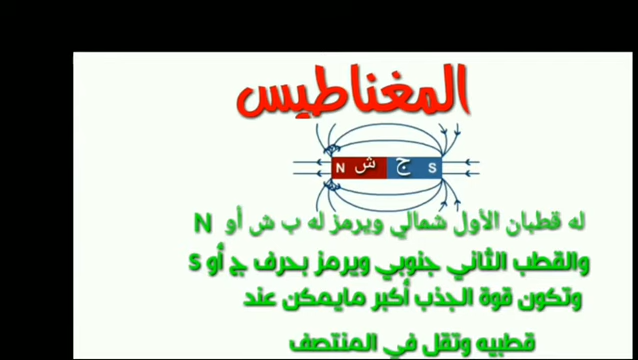 المغناطيس
N ش ج S
له قطبان الأول شمالي ويرمز له ب ش أو N
والقطب الثاني جنوبي ويرمز بحرف ج أو S
وتكون قوة الجذب أكبر مايمكن عند
قطبيه وتقل في المنتصف